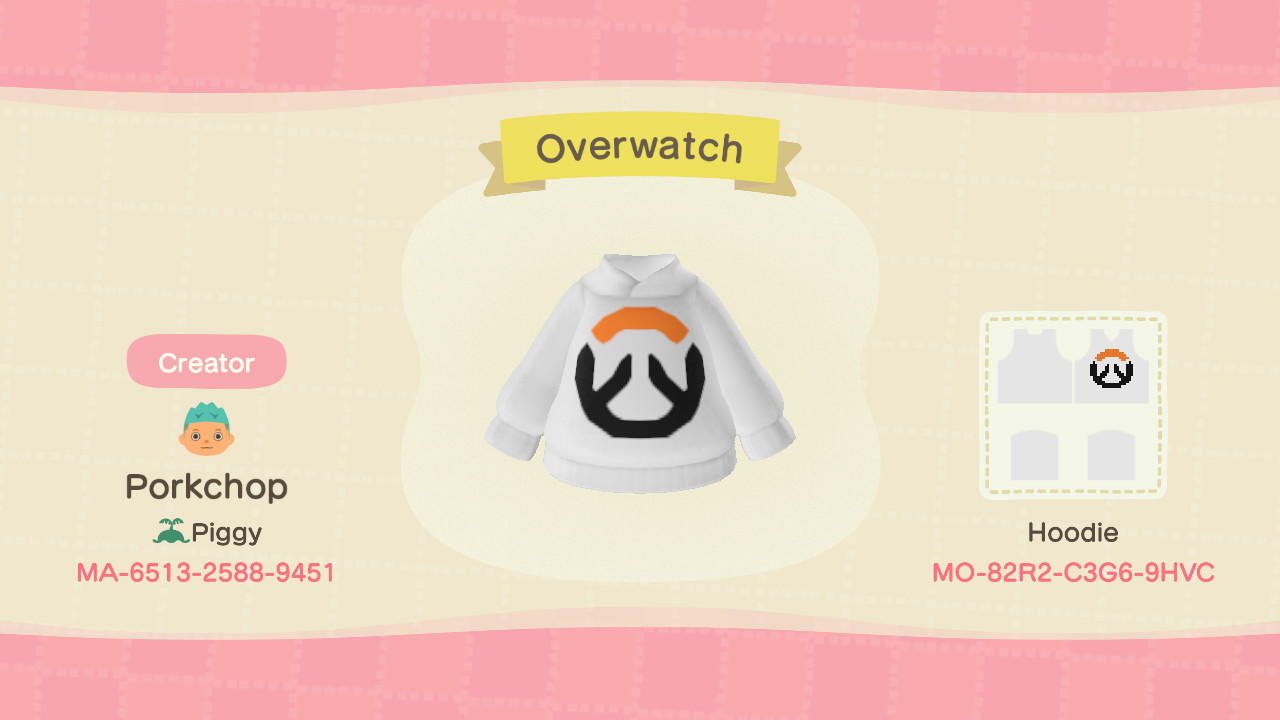 Overwatch
Creator
Porkchop
Piggy
MA-6513-2588-9451
Hoodie
MO-82R2-C3G6-9HVC